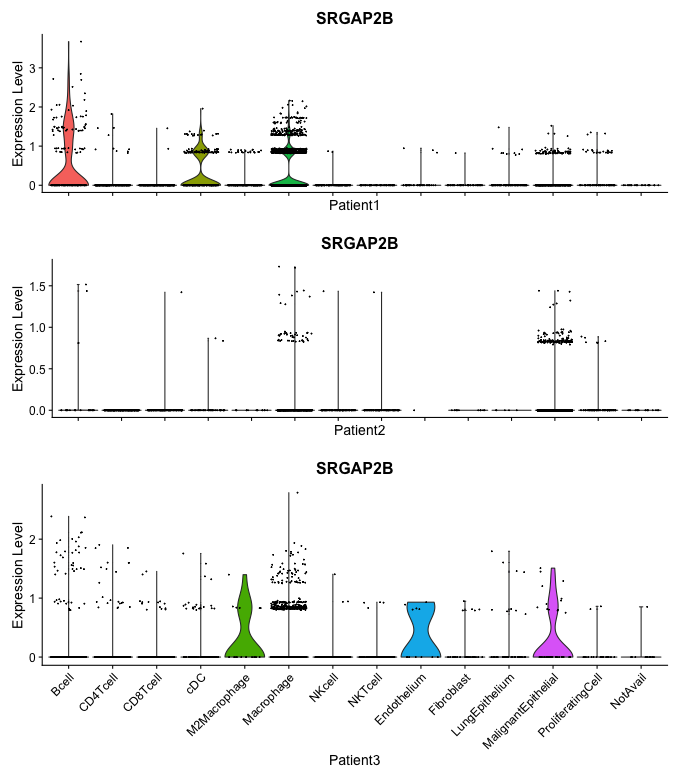 SRGAP2B
Expression Level
3
2
1
0
Patient1
SRGAP2B
Expression Level
1.5
1.0
0.5
0.0
Patient2
SRGAP2B
Expression Level
2
1
0
Bcell
CD4Tcell
CD8Tcell
cDC
M2Macrophage
Macrophage
NKcell
NKTcell
Endothelium
Fibroblast
LungEpithelium
MalignantEpithelial
ProliferatingCell
NotAvail
Patient3